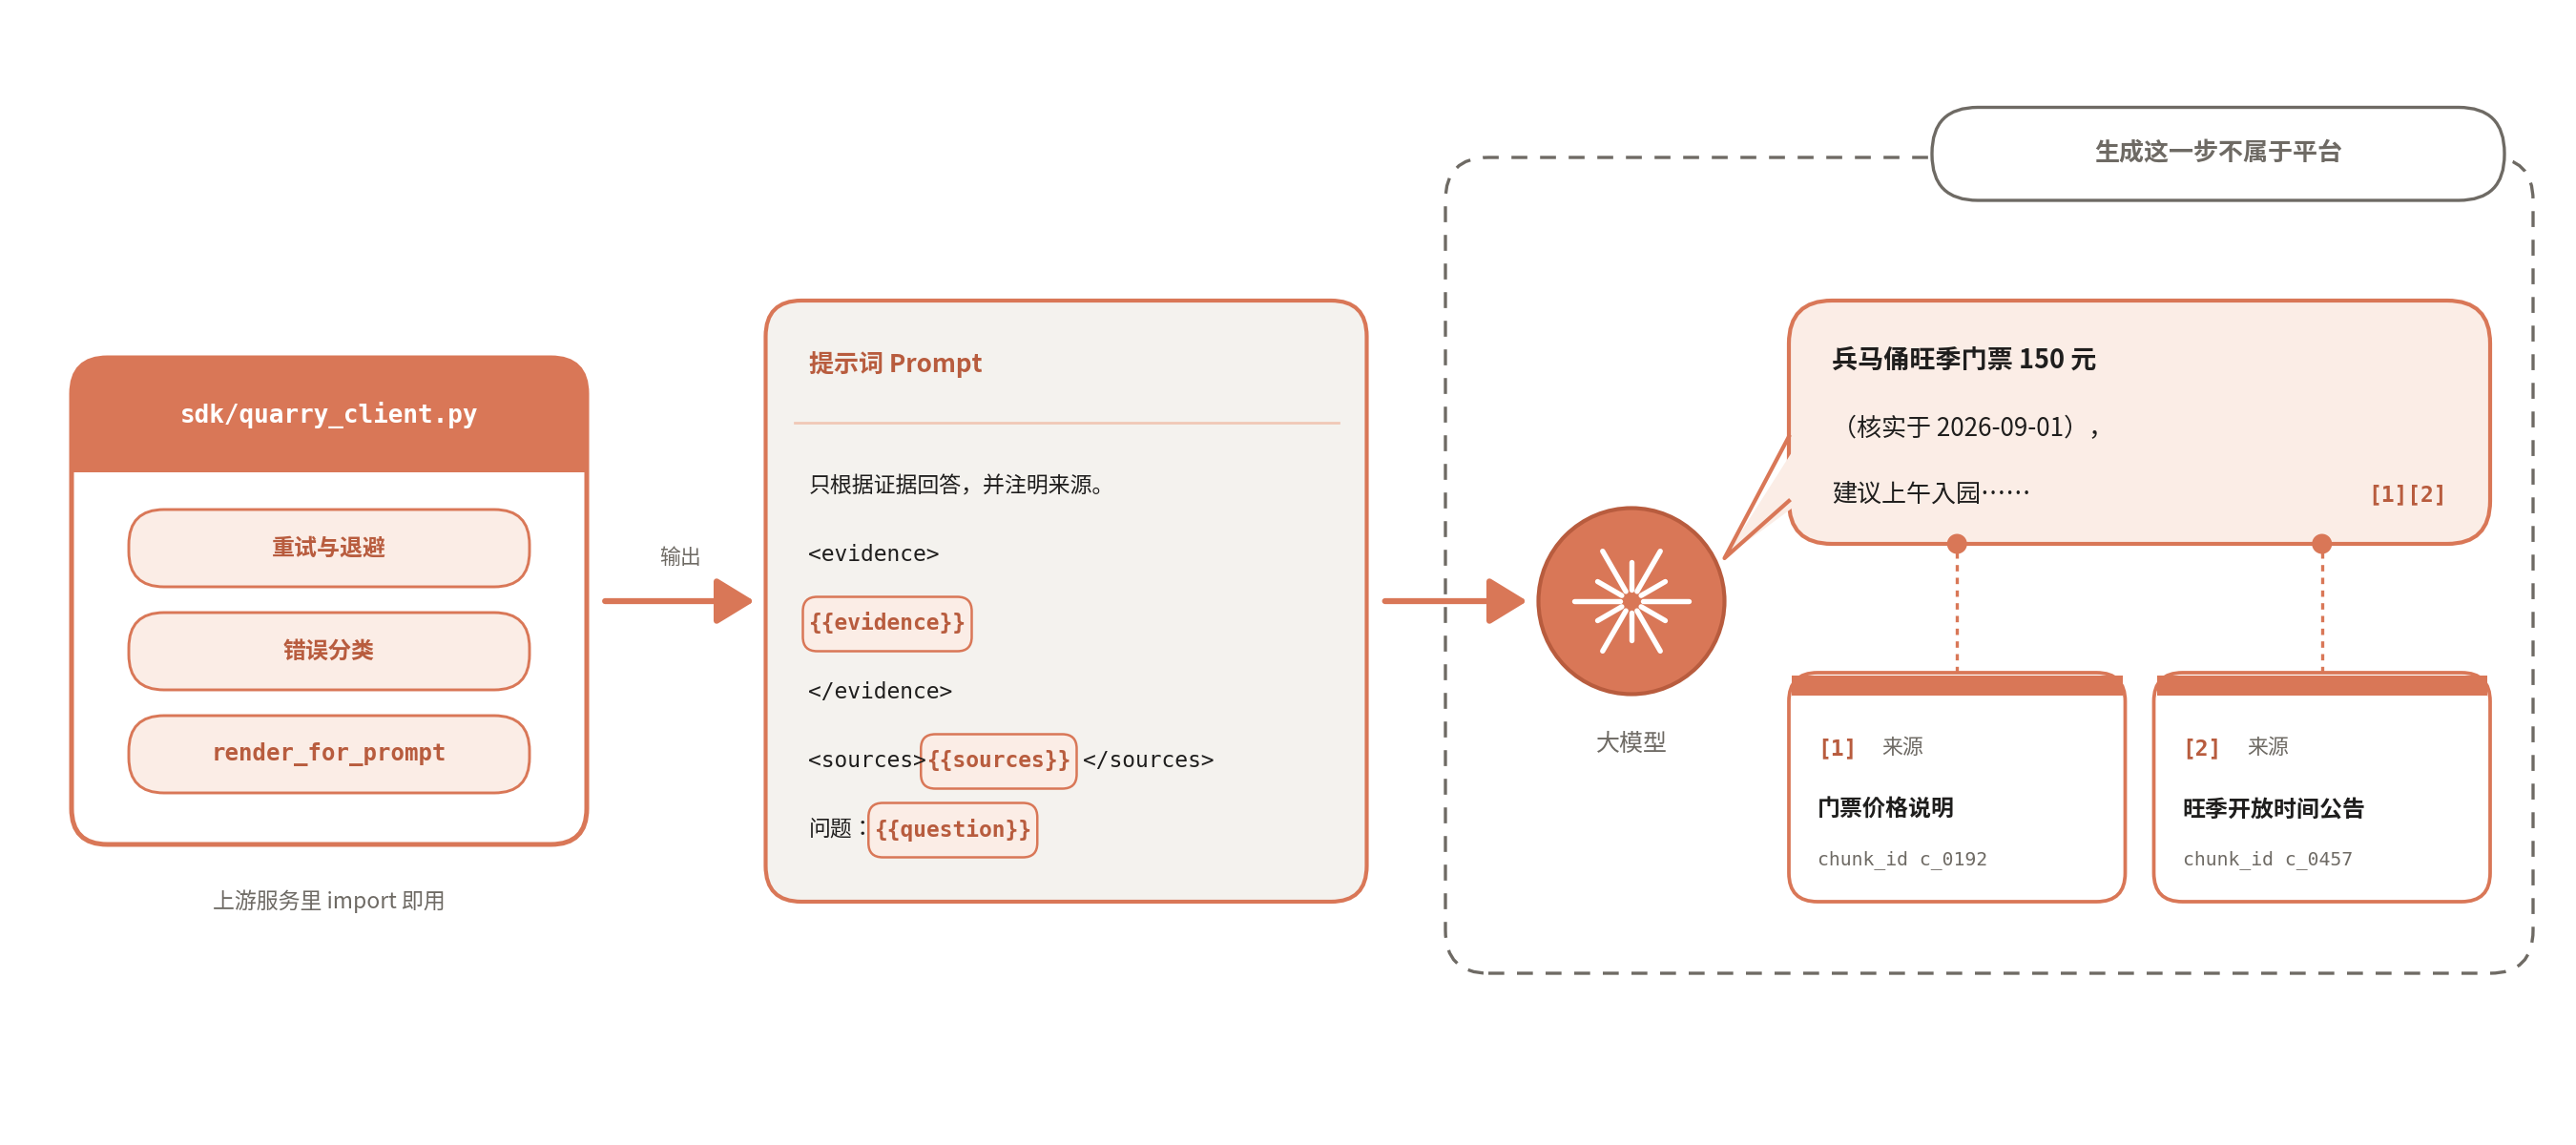 生成这一步不属于平台
sdk/quarry_client.py
重试与退避
错误分类
render_for_prompt
上游服务里 import 即用
输出
提示词 Prompt
只根据证据回答，并注明来源。
<evidence>
{{evidence}}
</evidence>
<sources>{{sources}} </sources>
问题：{{question}}
大模型
兵马俑旺季门票 150 元
（核实于 2026-09-01），
建议上午入园…… [1][2]
[1] 来源
门票价格说明
chunk_id c_0192
[2] 来源
旺季开放时间公告
chunk_id c_0457